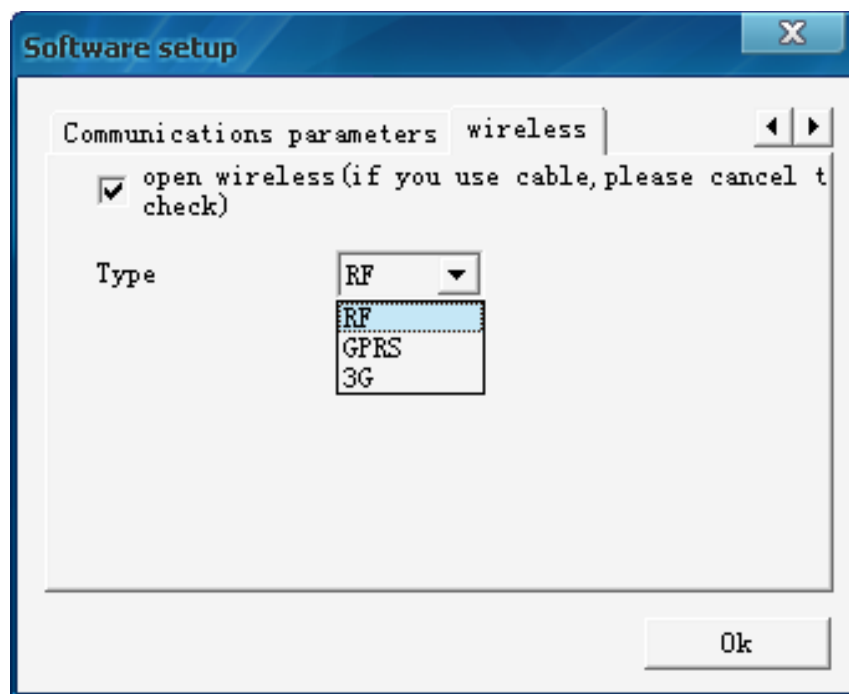 Software setup
Communications parameters
wireless
open wireless(if you use cable,please cancel t
check)
Type
RF
RF
GPRS
3G
Ok